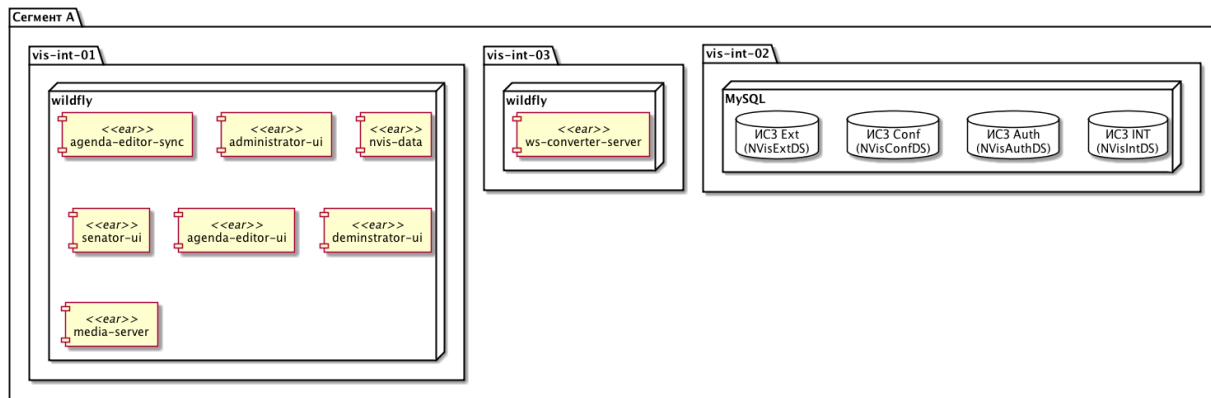 Сегмент A
vis-int-01
vis-int-03
vis-int-02
wildfly
wildfly
MySQL
<<ear>>
agenda-editor-sync
<<ear>>
administrator-ui
<<ear>>
nvis-data
<<ear>>
ws-converter-server
ИСЗ Ext
(NVisExtDS)
ИСЗ Conf
(NVisConfDS)
ИСЗ Auth
(NVisAuthDS)
ИСЗ INT
(NVisIntDS)
<<ear>>
senator-ui
<<ear>>
agenda-editor-ui
<<ear>>
deminstrator-ui
<<ear>>
media-server